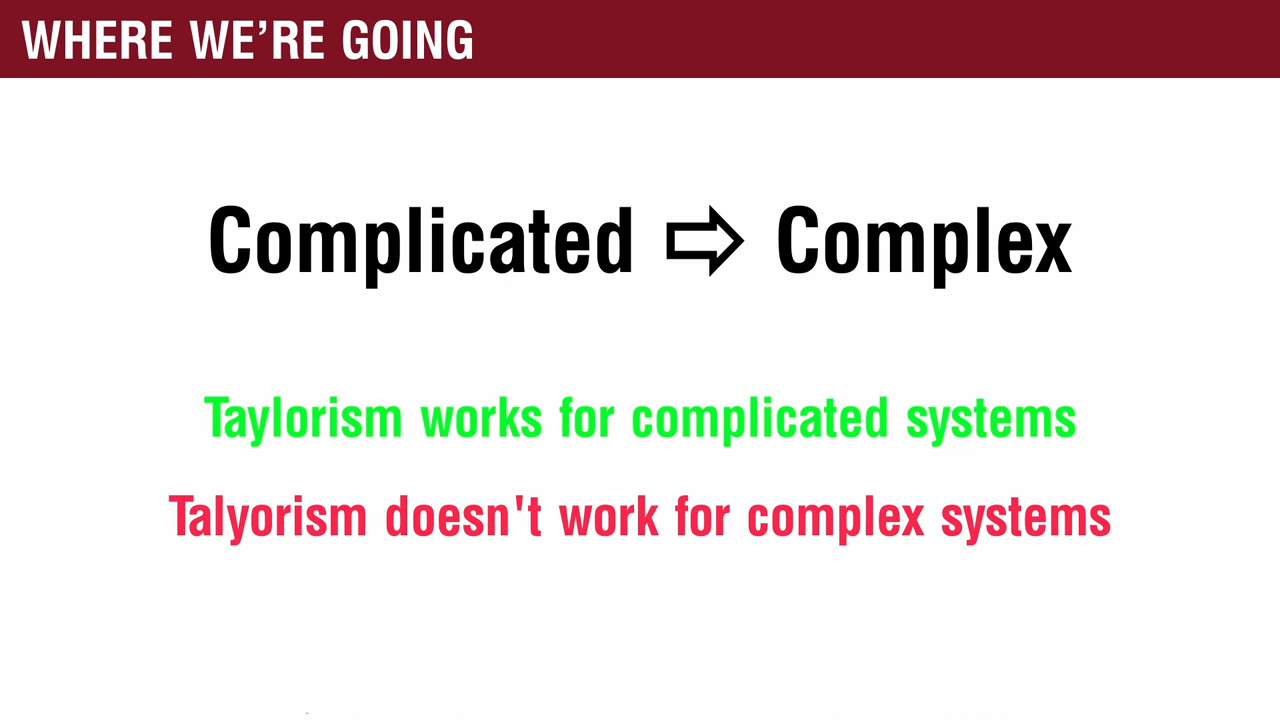 WHERE WE’RE GOING
Complicated ⇨ Complex
Taylorism works for complicated systems
Talyorism doesn't work for complex systems